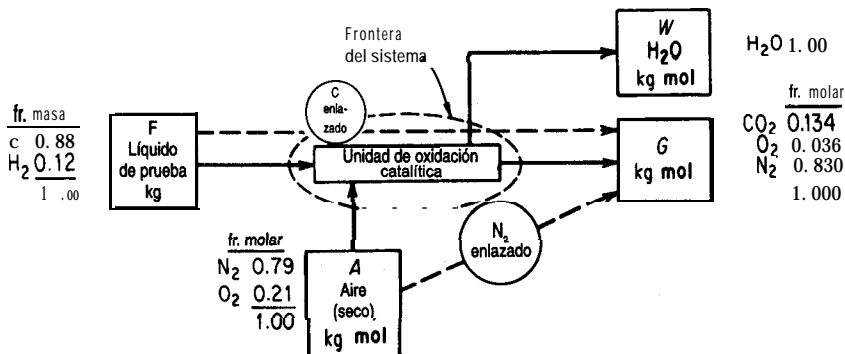 Frontera
del sistema
W
H₂O
kg mol
H₂O 1.00
C
enla-
zado
fr. masa
C 0.88
H₂ 0.12
1 .00
F
Líquido
de prueba
kg
Unidad de oxidación
catalítica
G
kg mol
fr. molar
CO₂ 0.134
O₂ 0.036
N₂ 0.830
1.000
N₂
enlazado
fr. molar
N₂ 0.79
O₂ 0.21
1.00
A
Aire
(seco)
kg mol